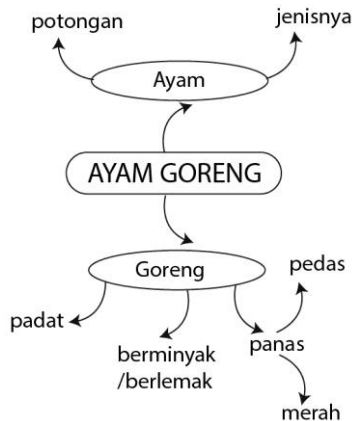 potongan
jenisnya
Ayam
AYAM GORENG
Goreng
pedas
padat
berminyak
/berlemak
panas
merah